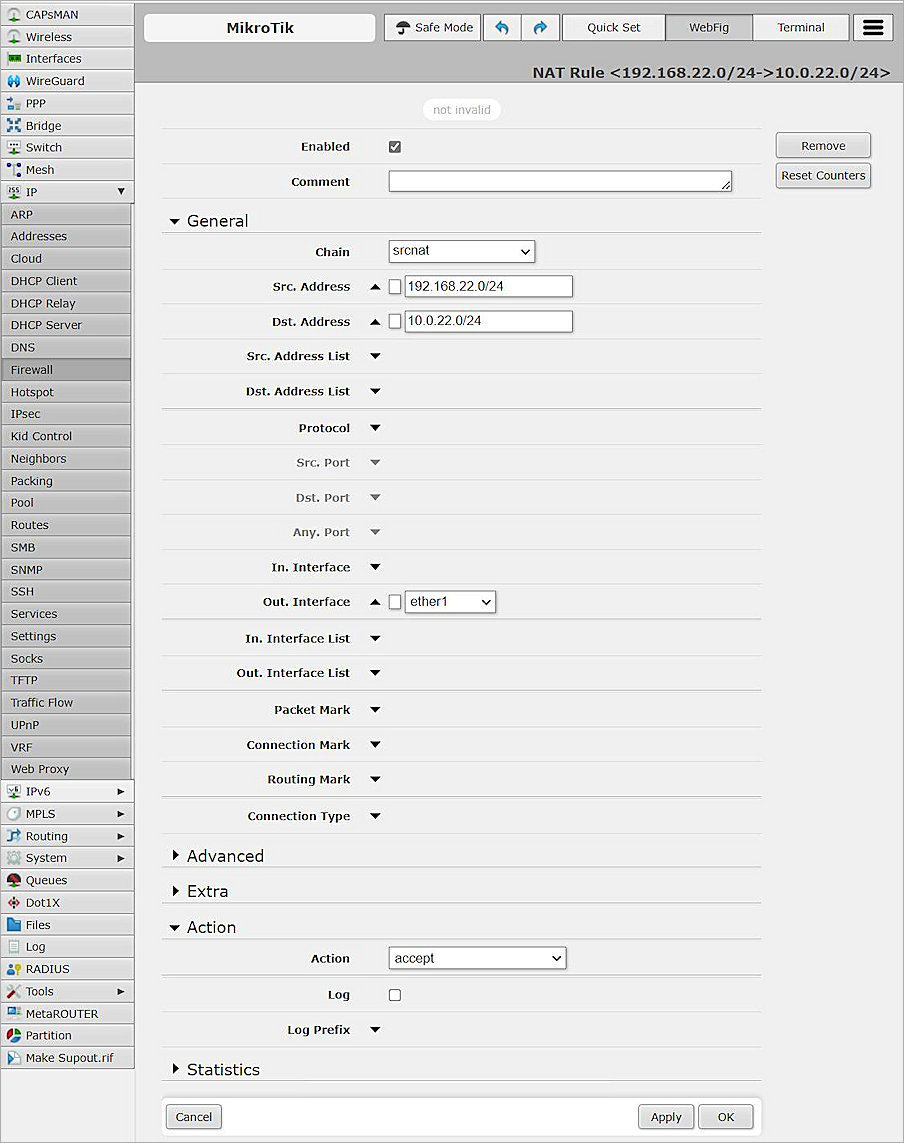 CAPsMAN
Wireless
Interfaces
WireGuard
PPP
Bridge
Switch
Mesh
IP
ARP
Addresses
Cloud
DHCP Client
DHCP Relay
DHCP Server
DNS
Firewall
Hotspot
IPsec
Kid Control
Neighbors
Packing
Pool
Routes
SMB
SNMP
SSH
Services
Settings
Socks
TFTP
Traffic Flow
UPnP
VRF
Web Proxy
IPv6
MPLS
Routing
System
Queues
Dot1X
Files
Log
RADIUS
Tools
MetaROUTER
Partition
Make Supout.rif
MikroTik
Safe Mode
Quick Set
WebFig
Terminal
NAT Rule <192.168.22.0/24->10.0.22.0/24>
not invalid
Enabled
Comment
Remove
Reset Counters
General
Chain srcnat
Src. Address 192.168.22.0/24
Dst. Address 10.0.22.0/24
Src. Address List
Dst. Address List
Protocol
Src. Port
Dst. Port
Any. Port
In. Interface
Out. Interface ether1
In. Interface List
Out. Interface List
Packet Mark
Connection Mark
Routing Mark
Connection Type
Advanced
Extra
Action
Action accept
Log
Log Prefix
Statistics
Cancel
Apply
OK